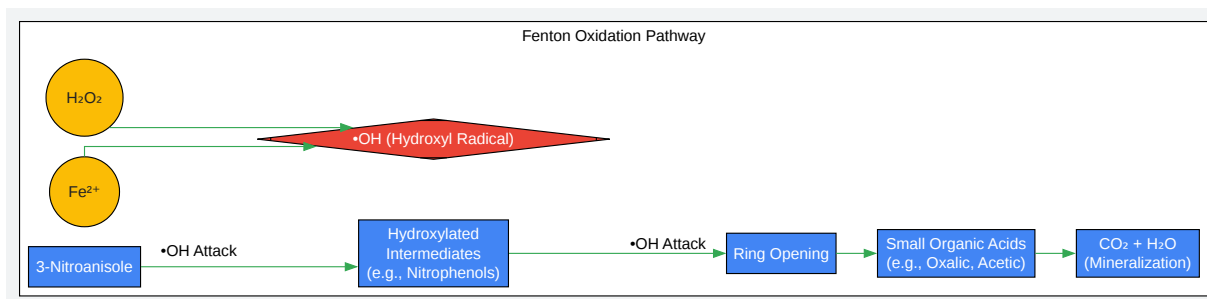 Fenton Oxidation Pathway
H₂O₂
•OH (Hydroxyl Radical)
Fe²⁺
3-Nitroanisole
•OH Attack
Hydroxylated
Intermediates
(e.g., Nitrophenols)
•OH Attack
Ring Opening
Small Organic Acids
(e.g., Oxalic, Acetic)
CO₂ + H₂O
(Mineralization)